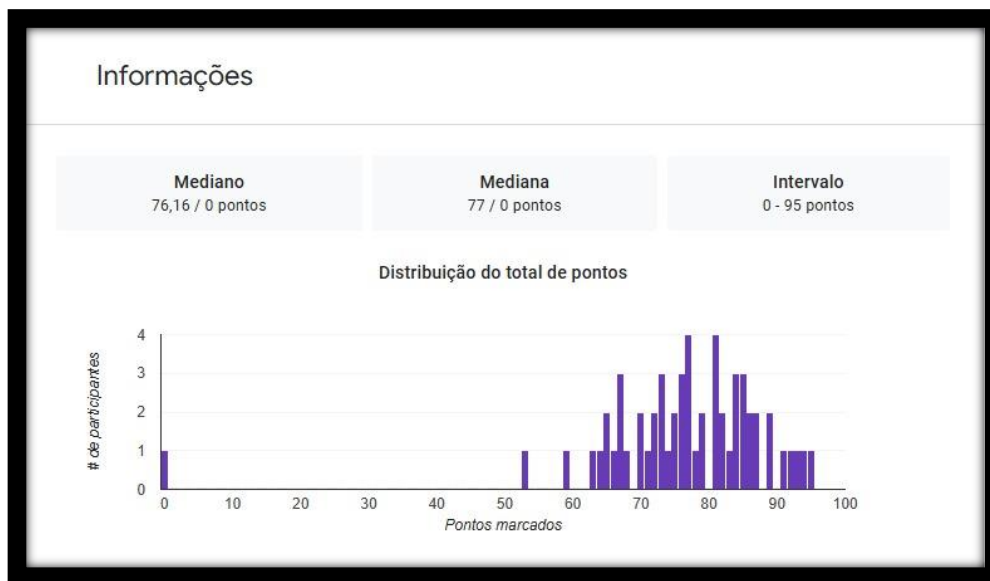 Informações
Mediano
76,16 / 0 pontos
Mediana
77 / 0 pontos
Intervalo
0 - 95 pontos
Distribuição do total de pontos
# de participantes
4
3
2
1
0
0 10 20 30 40 50 60 70 80 90 100
Pontos marcados